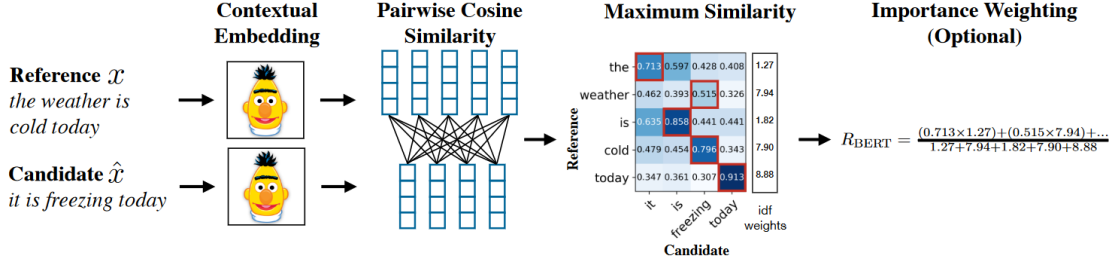 Contextual
Embedding
Pairwise Cosine
Similarity
Maximum Similarity
Importance Weighting
(Optional)
Reference x
the weather is
cold today
Candidate x̂
it is freezing today
Reference
the 0.713 0.597 0.428 0.408 1.27
weather 0.462 0.393 0.515 0.326 7.94
is 0.635 0.858 0.441 0.441 1.82
cold 0.479 0.454 0.796 0.343 7.90
today 0.347 0.361 0.307 0.913 8.88
it is freezing today
Candidate
idf
weights
R_BERT = (0.713×1.27)+(0.515×7.94)+...
1.27+7.94+1.82+7.90+8.88